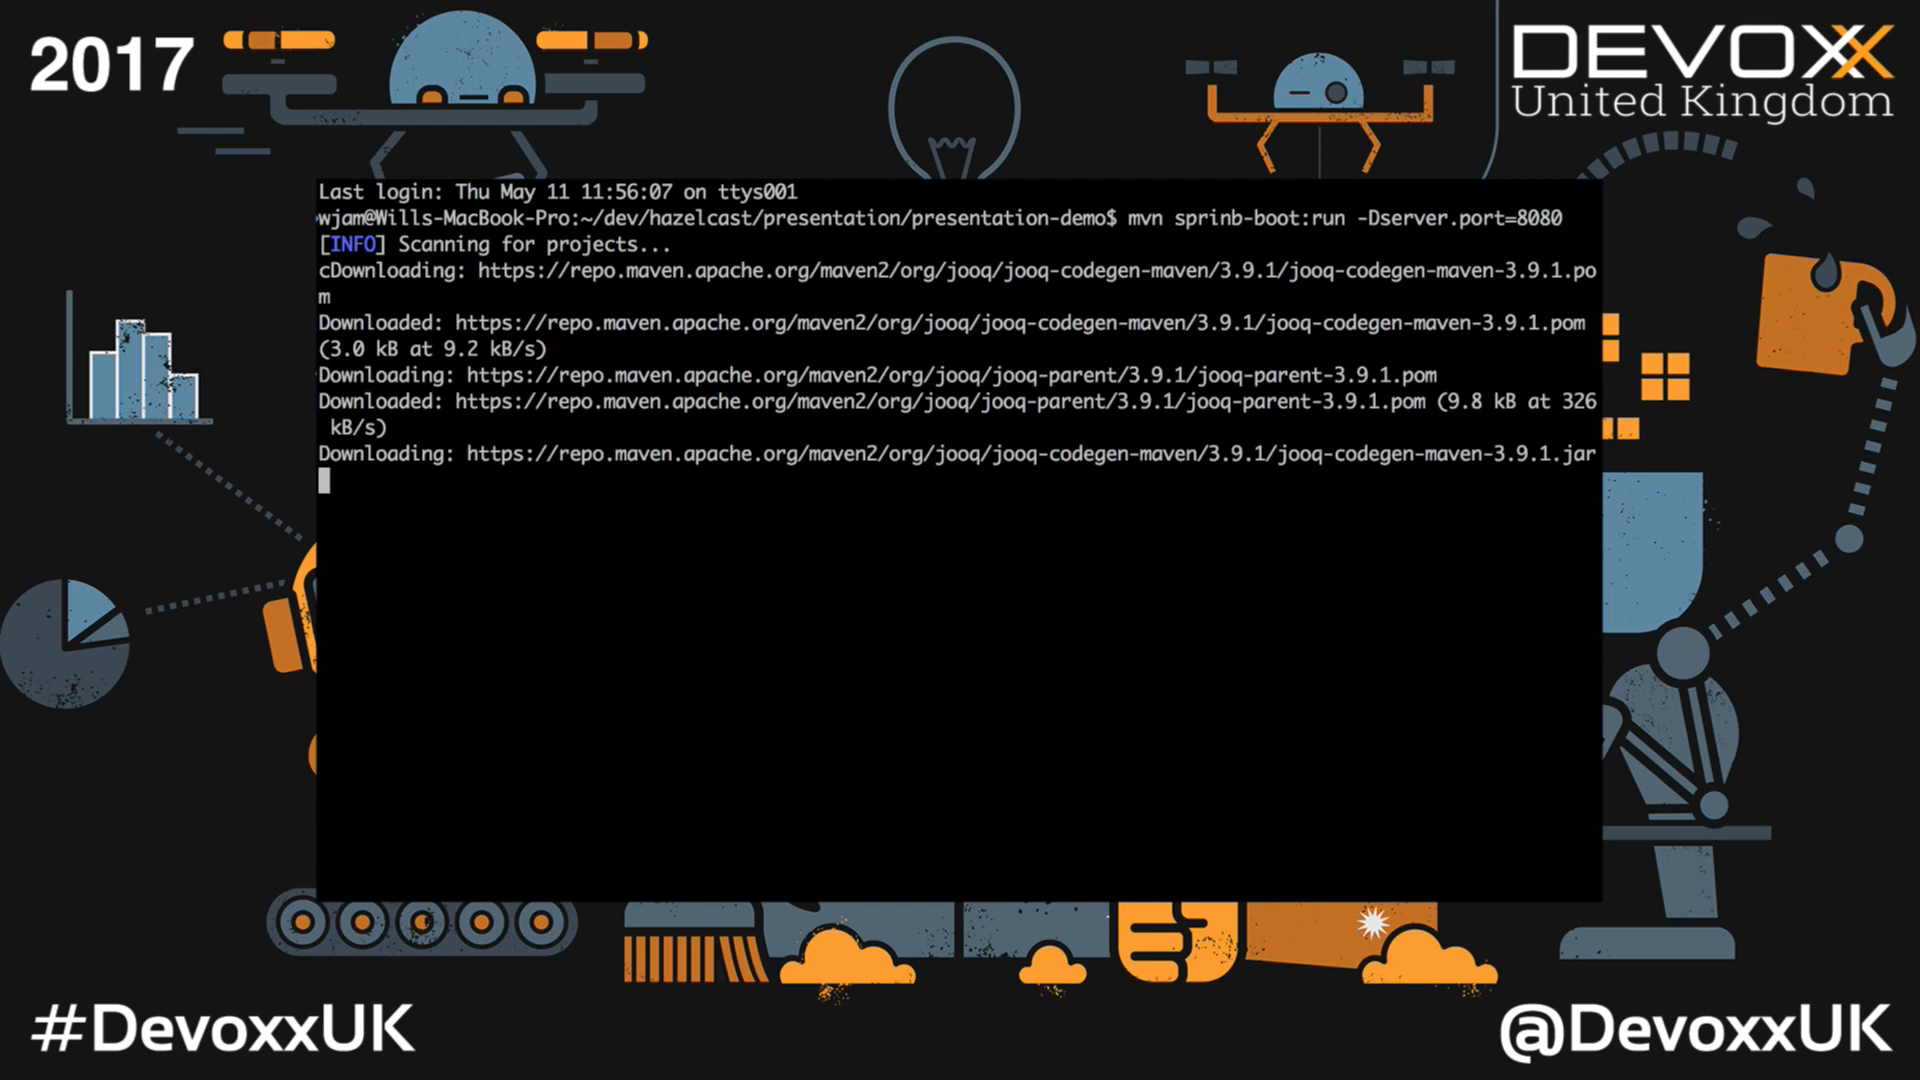 2017
DEVOXX
United Kingdom
Last login: Thu May 11 11:56:07 on ttys001
wjam@Wills-MacBook-Pro:~/dev/hazelcast/presentation/presentation-demo$ mvn sprinb-boot:run -Dserver.port=8080
[INFO] Scanning for projects...
cDownloading: https://repo.maven.apache.org/maven2/org/jooq/jooq-codegen-maven/3.9.1/jooq-codegen-maven-3.9.1.po
m
Downloaded: https://repo.maven.apache.org/maven2/org/jooq/jooq-codegen-maven/3.9.1/jooq-codegen-maven-3.9.1.pom
(3.0 kB at 9.2 kB/s)
Downloading: https://repo.maven.apache.org/maven2/org/jooq/jooq-parent/3.9.1/jooq-parent-3.9.1.pom
Downloaded: https://repo.maven.apache.org/maven2/org/jooq/jooq-parent/3.9.1/jooq-parent-3.9.1.pom (9.8 kB at 326
kB/s)
Downloading: https://repo.maven.apache.org/maven2/org/jooq/jooq-codegen-maven/3.9.1/jooq-codegen-maven-3.9.1.jar
#DevoxxUK
@DevoxxUK